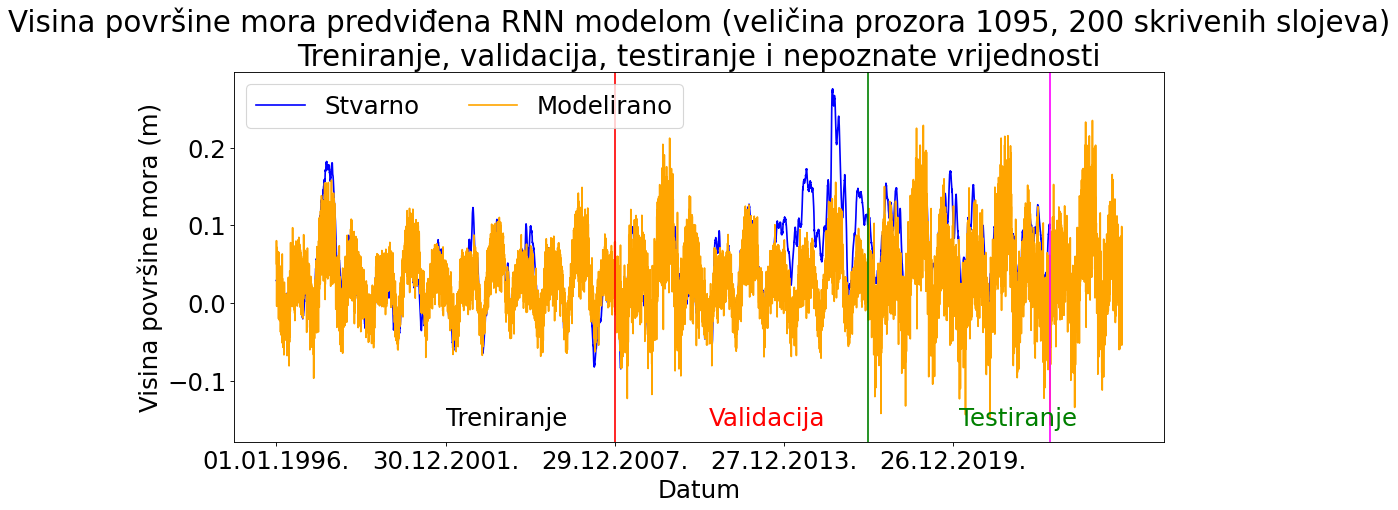 Visina površine mora predviđena RNN modelom (veličina prozora 1095, 200 skrivenih slojeva)
Treniranje, validacija, testiranje i nepoznate vrijednosti
Stvarno Modelirano
Visina površine mora (m)
0.2
0.1
0.0
−0.1
Treniranje Validacija Testiranje
01.01.1996. 30.12.2001. 29.12.2007. 27.12.2013. 26.12.2019.
Datum